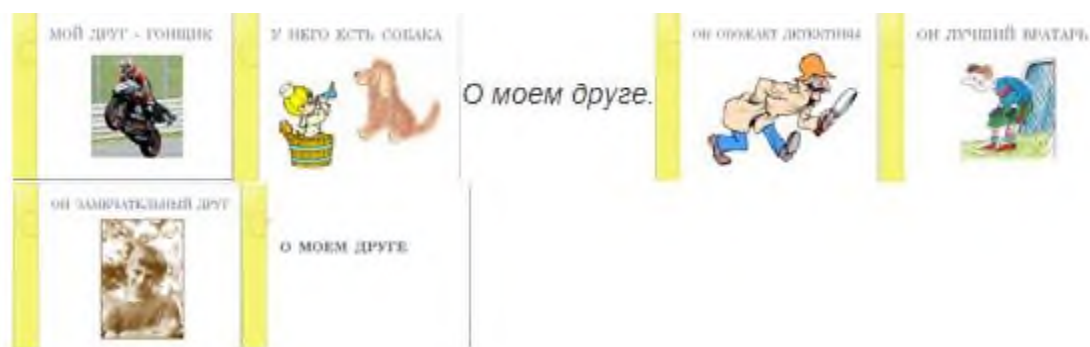 МОЙ ДРУГ - ГОНЩИК
У НЕГО ЕСТЬ СОБАКА
О моем друге.
ОН ОБОЖАЕТ ДЕТЕКТИВЫ
ОН ЛУЧШИЙ ВРАТАРЬ
ОН ЗАМЕЧАТЕЛЬНЫЙ ДРУГ
О МОЕМ ДРУГЕ